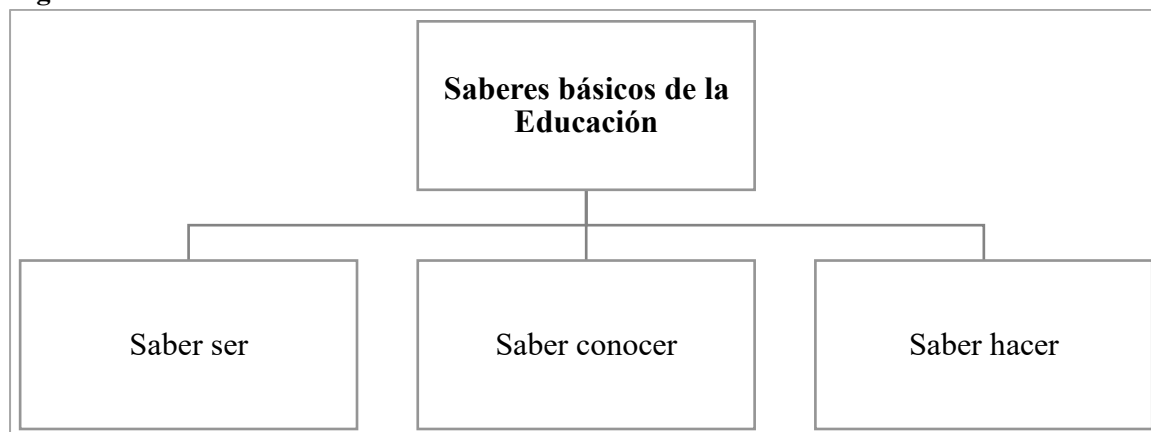 Saberes básicos de la
Educación
Saber ser
Saber conocer
Saber hacer